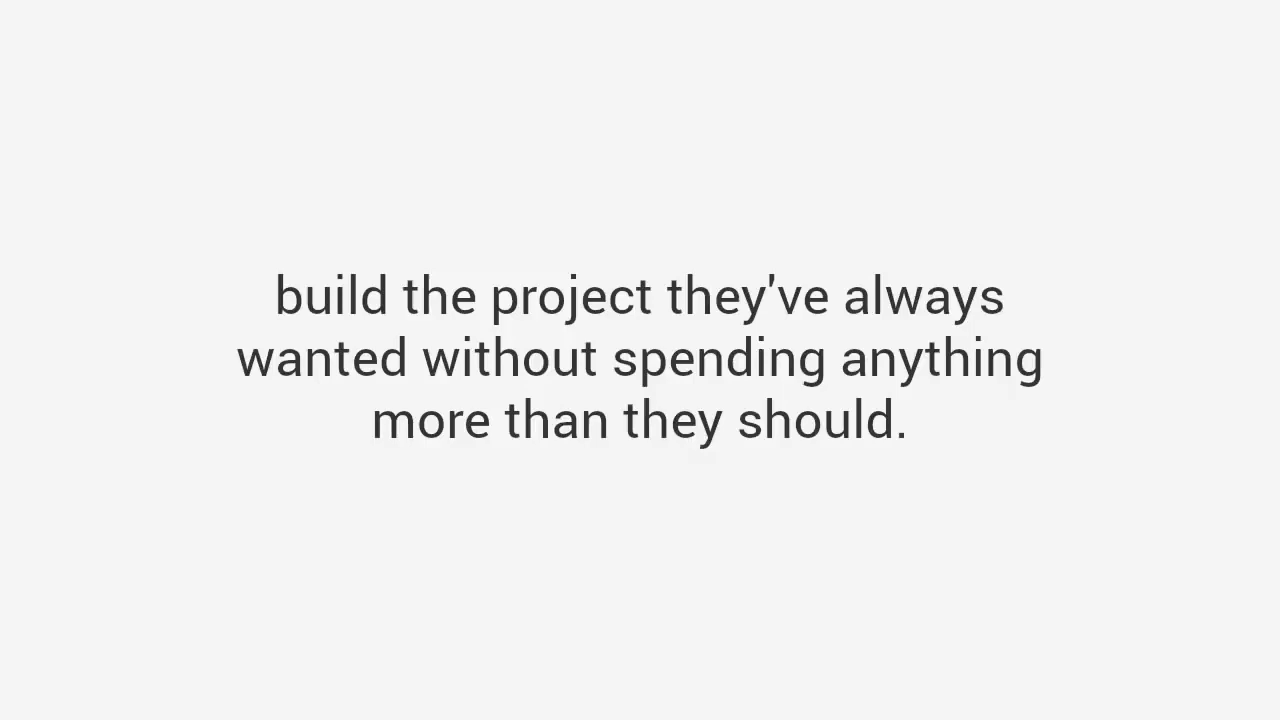 build the project they've always
wanted without spending anything
more than they should.